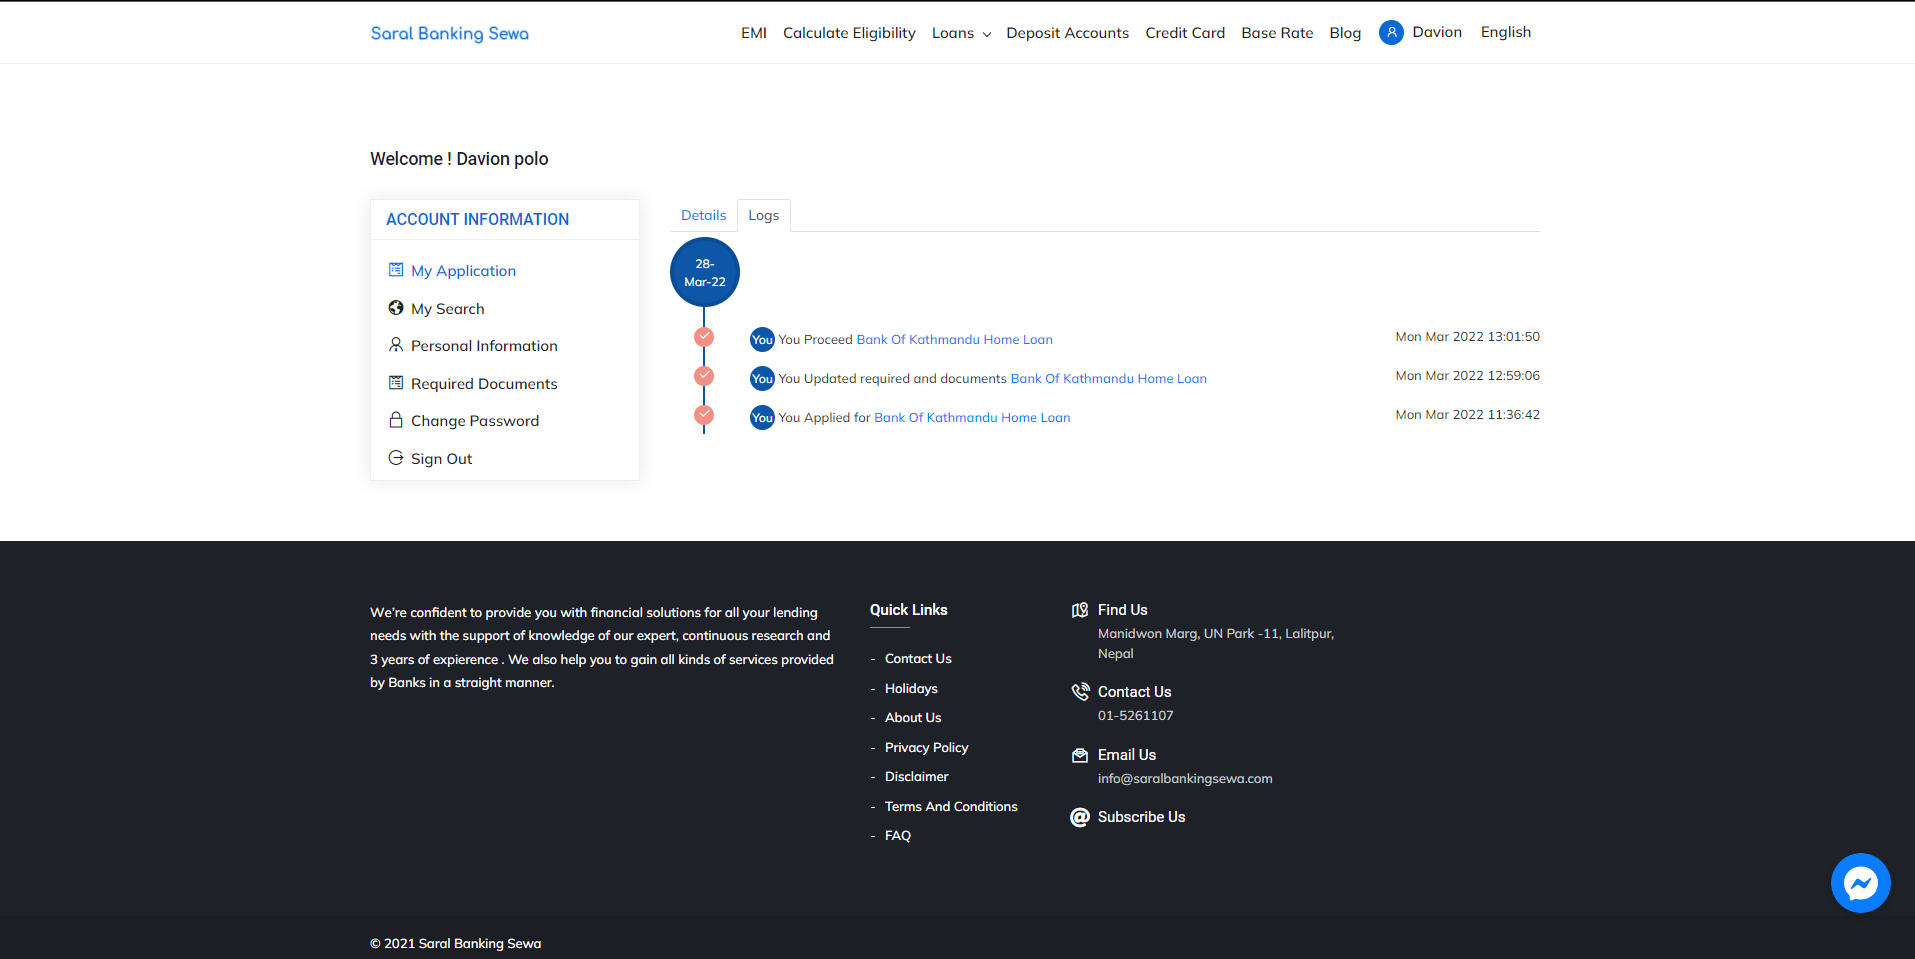 Saral Banking Sewa
EMI Calculate Eligibility Loans Deposit Accounts Credit Card Base Rate Blog Davion English
Welcome ! Davion polo
ACCOUNT INFORMATION
My Application
My Search
Personal Information
Required Documents
Change Password
Sign Out
Details Logs
28-
Mar-22
You You Proceed Bank Of Kathmandu Home Loan Mon Mar 2022 13:01:50
You You Updated required and documents Bank Of Kathmandu Home Loan Mon Mar 2022 12:59:06
You You Applied for Bank Of Kathmandu Home Loan Mon Mar 2022 11:36:42
We're confident to provide you with financial solutions for all your lending
needs with the support of knowledge of our expert, continuous research and
3 years of expierence . We also help you to gain all kinds of services provided
by Banks in a straight manner.
Quick Links
- Contact Us
- Holidays
- About Us
- Privacy Policy
- Disclaimer
- Terms And Conditions
- FAQ
Find Us
Manidwon Marg, UN Park -11, Lalitpur,
Nepal
Contact Us
01-5261107
Email Us
info@saralbankingsewa.com
Subscribe Us
© 2021 Saral Banking Sewa